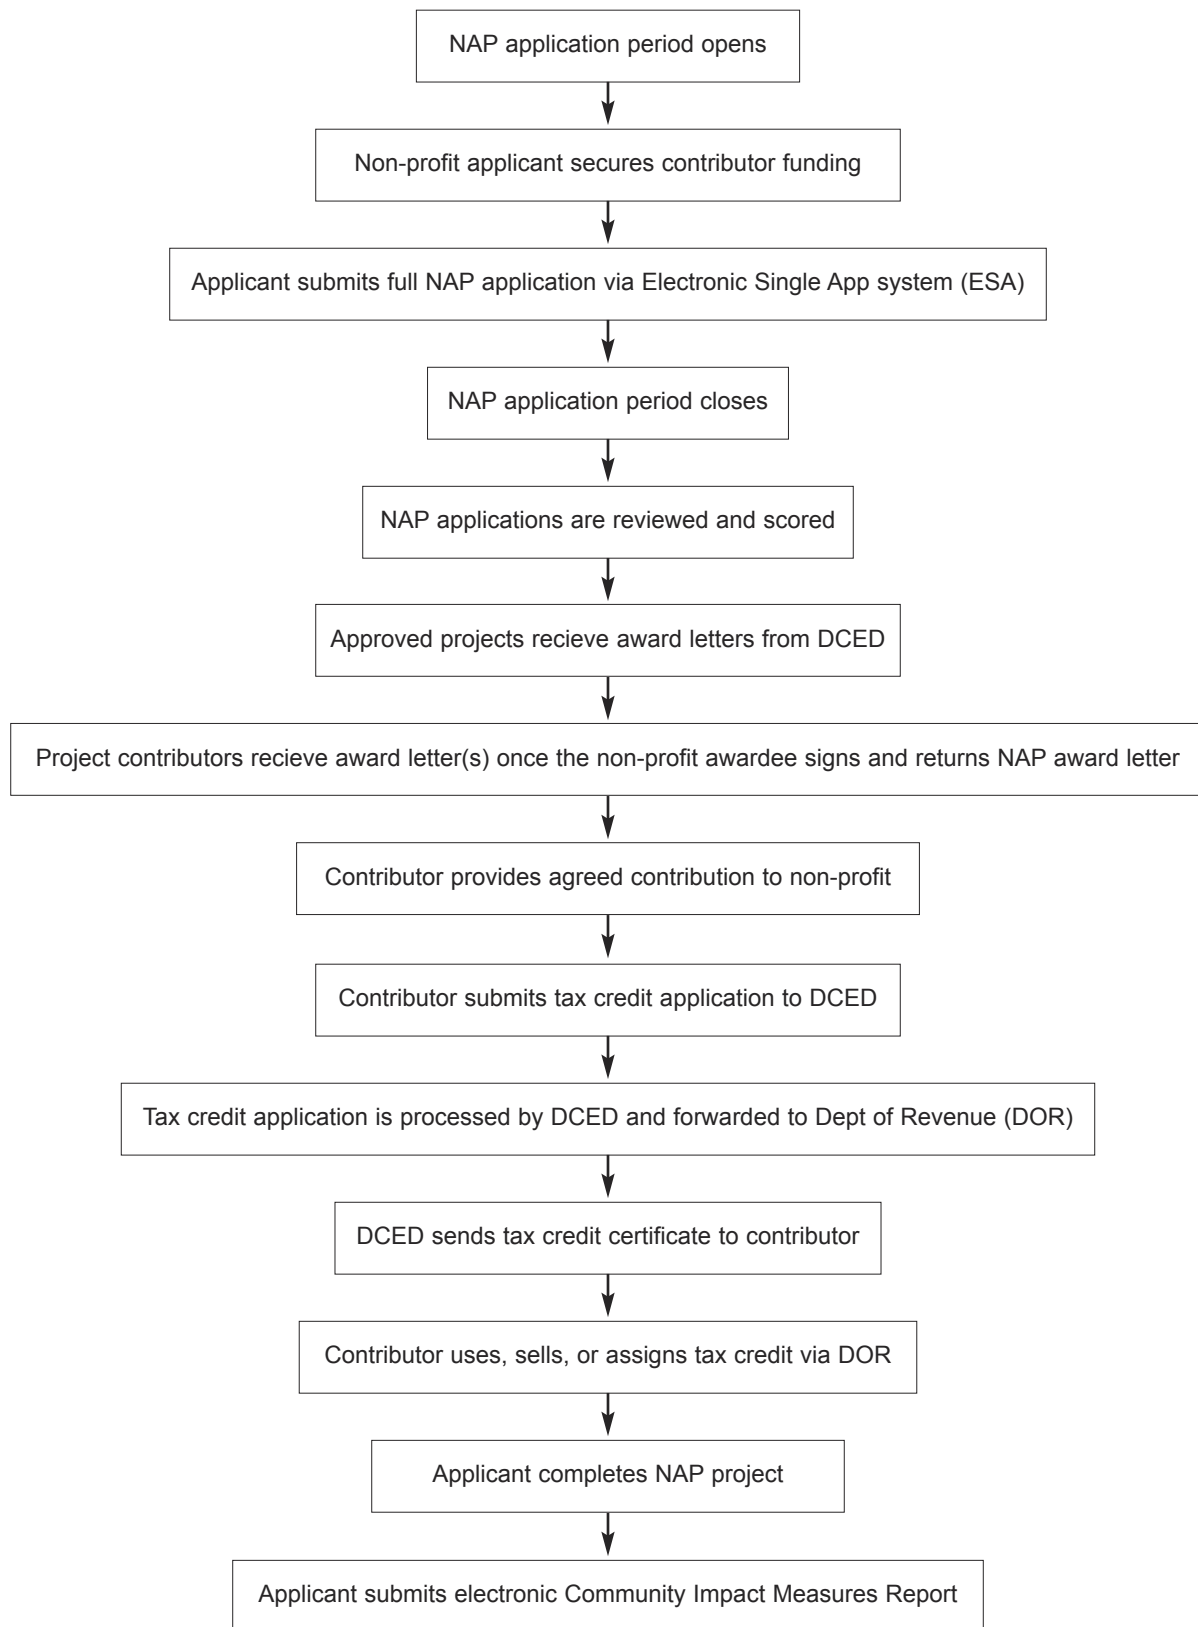 NAP application period opens
Non-profit applicant secures contributor funding
Applicant submits full NAP application via Electronic Single App system (ESA)
NAP application period closes
NAP applications are reviewed and scored
Approved projects recieve award letters from DCED
Project contributors recieve award letter(s) once the non-profit awardee signs and returns NAP award letter
Contributor provides agreed contribution to non-profit
Contributor submits tax credit application to DCED
Tax credit application is processed by DCED and forwarded to Dept of Revenue (DOR)
DCED sends tax credit certificate to contributor
Contributor uses, sells, or assigns tax credit via DOR
Applicant completes NAP project
Applicant submits electronic Community Impact Measures Report